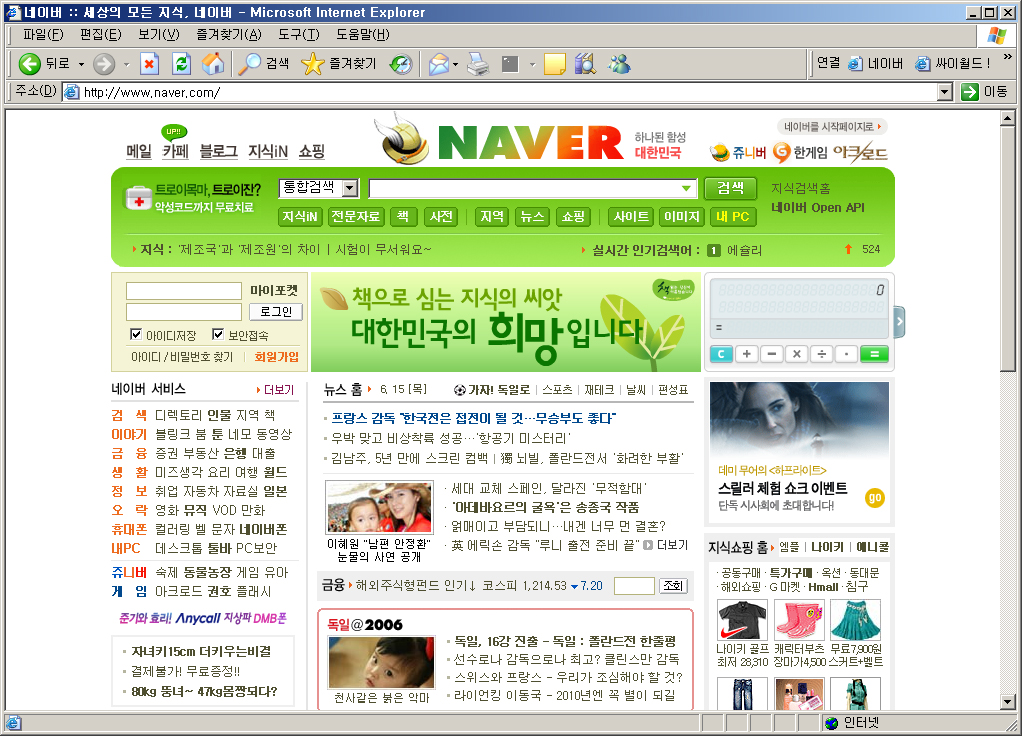 네이버 :: 세상의 모든 지식, 네이버 - Microsoft Internet Explorer
파일(F) 편집(E) 보기(V) 즐겨찾기(A) 도구(T) 도움말(H)
뒤로 검색 즐겨찾기 연결 네이버 싸이월드 ! »
주소(D) http://www.naver.com/ 이동
네이버를 시작페이지로
UP!!
메일 카페 블로그 지식iN 쇼핑
NAVER
하나된 함성
대한민국
쥬니버 한게임 아크로드
트로이목마, 트로이잔?
악성코드까지 무료치료
통합검색 검색
지식검색홈
네이버 Open API
지식iN 전문자료 책 사전 지역 뉴스 쇼핑 사이트 이미지 내 PC
지식 : '제조국'과 '제조원'의 차이 | 시험이 무서워요~
실시간 인기검색어 : 1 에쥴리 524
마이포켓
로그인
아이디저장 보안접속
아이디 / 비밀번호 찾기 회원가입
책으로 심는 지식의 씨앗
대한민국의 희망입니다
책
0
=
C + - × ÷ · =
네이버 서비스 더보기
검 색 디렉토리 인물 지역 책
이야기 블링크 붐 툰 네모 동영상
금 융 증권 부동산 은행 대출
생 활 미즈생각 요리 여행 월드
정 보 취업 자동차 자료실 일본
오 락 영화 뮤직 VOD 만화
휴대폰 컬러링 벨 문자 네이버폰
내PC 데스크톱 툴바 PC보안
쥬니버 숙제 동물농장 게임 유아
게 임 아크로드 권호 플래시
준기와 효리! Anycall 지상파 DMB폰
자녀키15cm 더키우는비결
결제불가! 무료증정!!
80kg 뚱녀~ 47kg몸짱되다?
뉴스 홈 6, 15 [목] 가자! 독일로 | 스포츠 | 재테크 | 날씨 | 편성표
프랑스 감독 "한국전은 접전이 될 것…무승부도 좋다"
우박 맞고 비상착륙 성공…'항공기 미스터리'
김남주, 5년 만에 스크린 컴백 | 獨 뇌빌, 폴란드전서 '화려한 부활'
이혜원 "남편 안정환"
눈물의 사연 공개
· 세대 교체 스페인, 달라진 '무적함대'
· '아데바요르의 굴욕'은 송종국 작품
· 얽매이고 부담되니…내겐 너무 먼 결혼?
· 英 에릭손 감독 "루니 출전 준비 끝" 더보기
금융 해외주식형펀드 인기↓ 코스피 1,214.53 7.20 조회
독일@2006
천사같은 붉은 악마
독일, 16강 진출 - 독일 : 폴란드전 한줄평
선수로나 감독으로나 최고? 클린스만 감독
스위스와 프랑스 - 우리가 조심해야 할 것?
라이언킹 이동국 - 2010년엔 꼭 별이 되길
데미 무어의 <하프라이트>
스릴러 체험 쇼크 이벤트
단독 시사회에 초대합니다!
go
지식쇼핑 홈 엠플 | 나이키 | 애니콜
· 공동구매 · 특가구매 · 옥션 · 동대문
· 해외쇼핑 · G 마켓 · Hmall · 침구
나이키 골프 캐릭터부츠 무료7,900원
최저 28,310 장마가4,500 스커트+벨트
인터넷